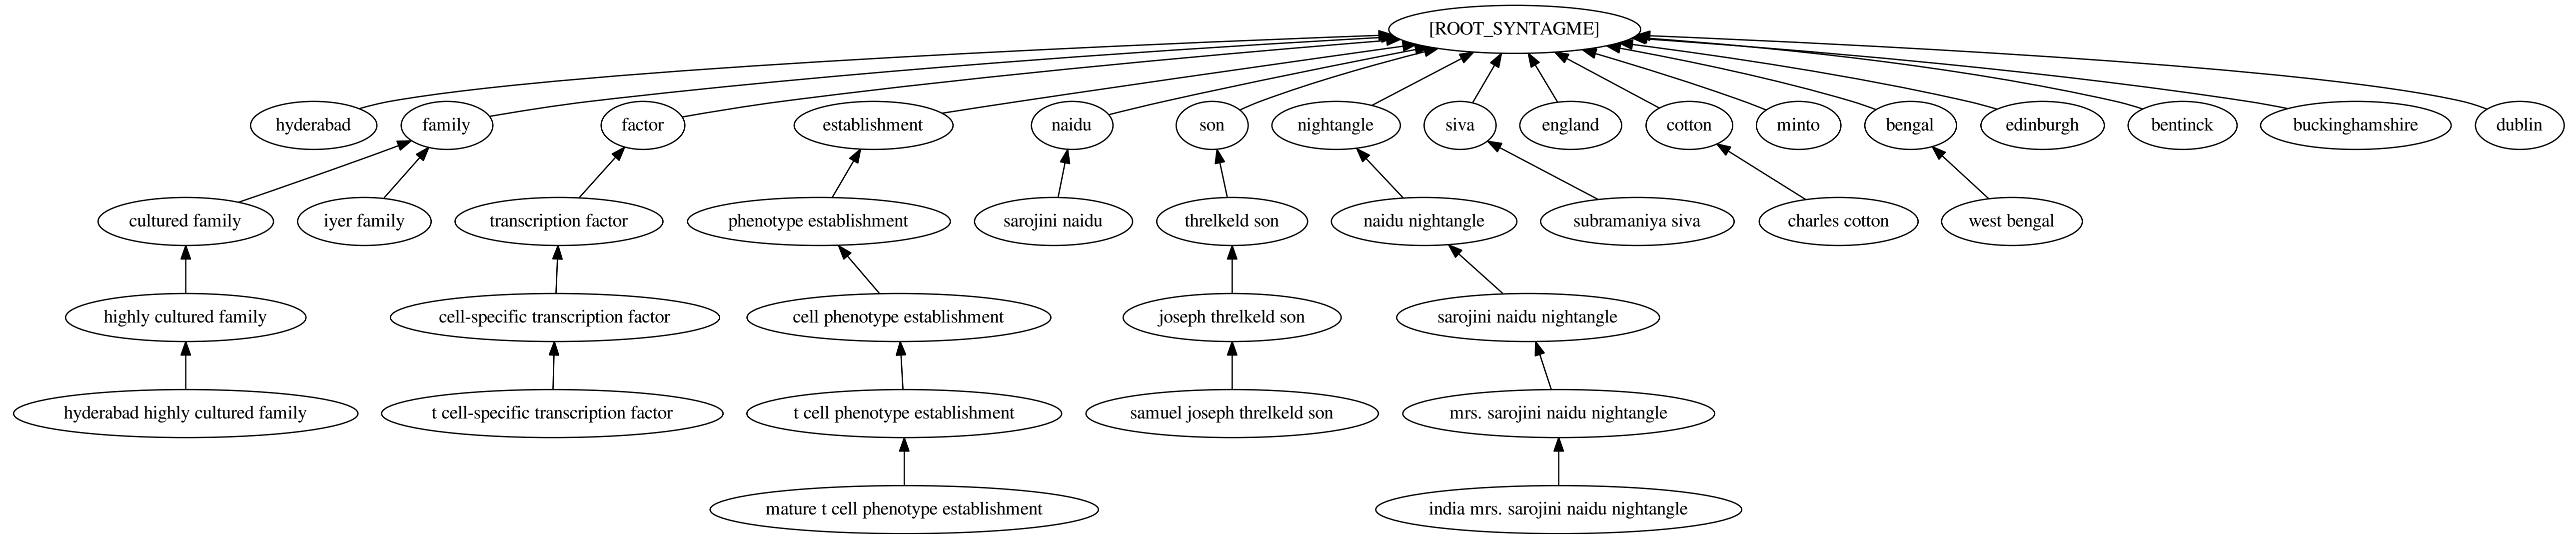 [ROOT_SYNTAGME]
hyderabad
family
factor
establishment
naidu
son
nightangle
siva
england
cotton
minto
bengal
edinburgh
bentinck
buckinghamshire
dublin
cultured family
iyer family
transcription factor
phenotype establishment
sarojini naidu
threlkeld son
naidu nightangle
subramaniya siva
charles cotton
west bengal
highly cultured family
cell-specific transcription factor
cell phenotype establishment
joseph threlkeld son
sarojini naidu nightangle
hyderabad highly cultured family
t cell-specific transcription factor
t cell phenotype establishment
samuel joseph threlkeld son
mrs. sarojini naidu nightangle
mature t cell phenotype establishment
india mrs. sarojini naidu nightangle